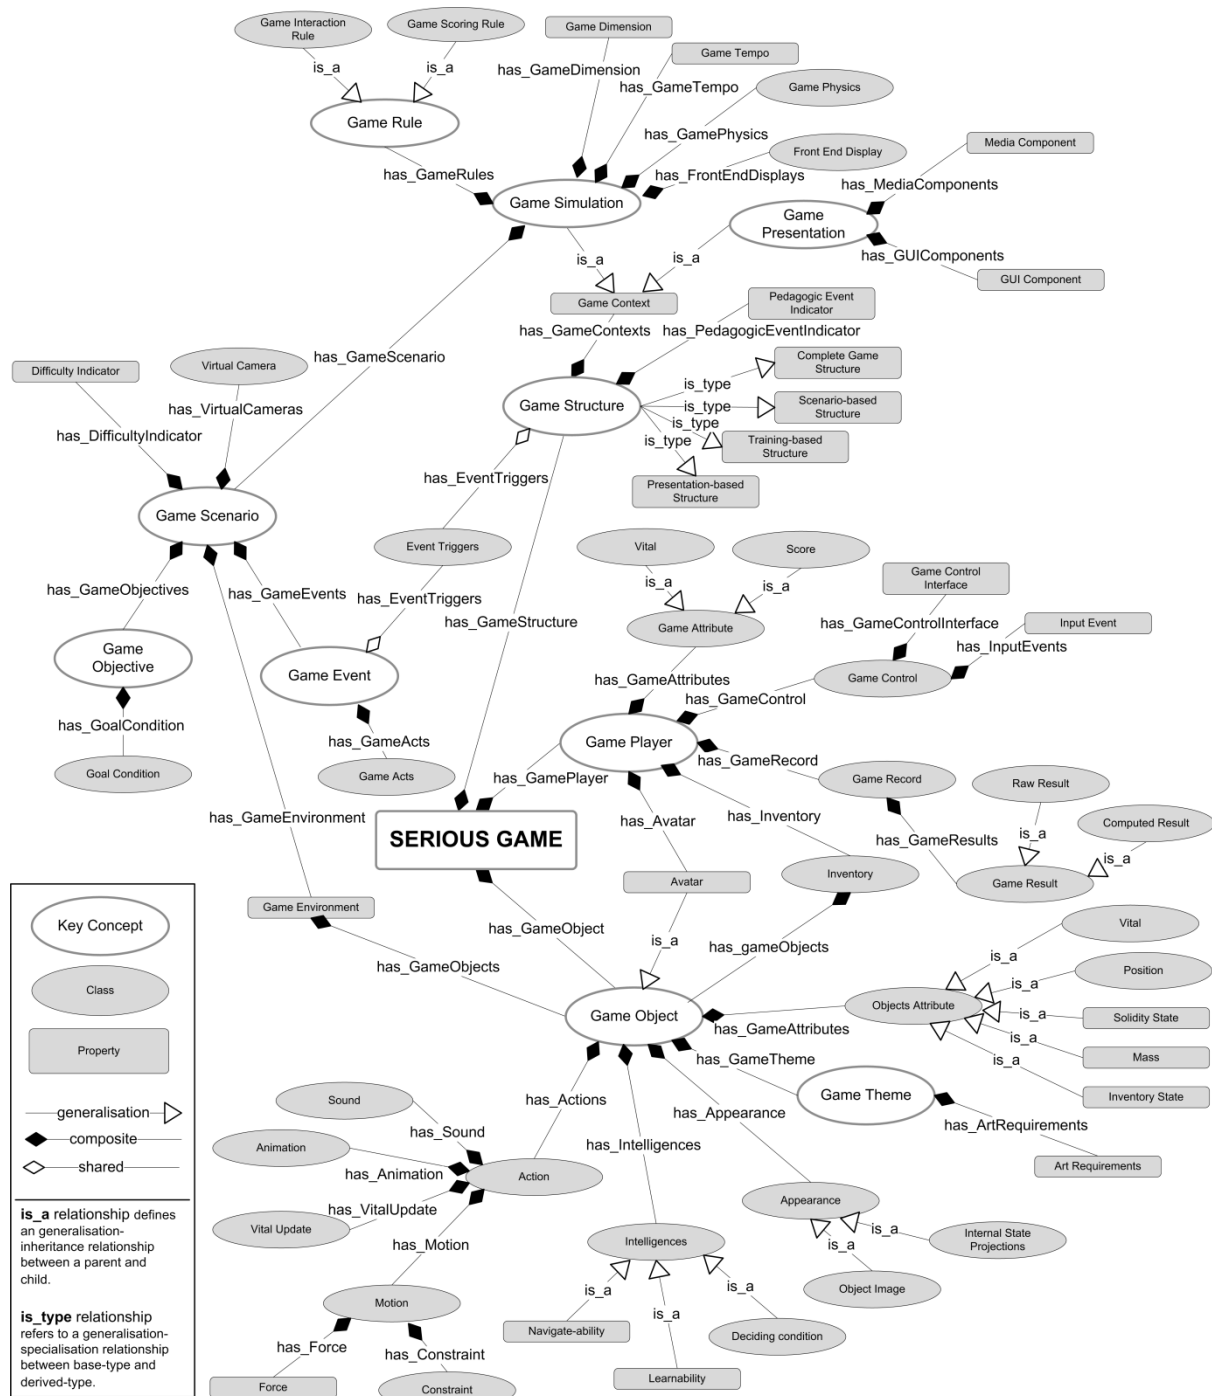 Game Interaction
Rule
Game Scoring Rule
Game Dimension
Game Tempo
is_a
is_a
has_GameDimension
has_GameTempo
Game Physics
Game Rule
has_GamePhysics
Front End Display
Media Component
has_GameRules
has_FrontEndDisplays
has_MediaComponents
Game Simulation
Game
Presentation
has_GUIComponents
is_a
is_a
GUI Component
Game Context
Pedagogic Event
Indicator
has_GameContexts
has_PedagogicEventIndicator
has_GameScenario
Difficulty Indicator
Virtual Camera
Complete Game
Structure
is_type
has_VirtualCameras
Game Structure
is_type
Scenario-based
Structure
is_type
has_DifficultyIndicator
is_type
Training-based
Structure
has_EventTriggers
Presentation-based
Structure
Game Scenario
Event Triggers
Vital
Score
Game Control
Interface
is_a
is_a
has_GameObjectives
has_GameEvents
has_EventTriggers
has_GameStructure
Game Attribute
has_GameControlInterface
Input Event
has_InputEvents
Game
Objective
Game Event
has_GameAttributes
has_GameControl
Game Control
has_GoalCondition
has_GameActs
Game Player
has_GameRecord
Goal Condition
Game Acts
has_GamePlayer
Game Record
Raw Result
has_GameEnvironment
has_Avatar
has_Inventory
is_a
Computed Result
SERIOUS GAME
has_GameResults
is_a
Avatar
Inventory
Game Result
Game Environment
has_GameObject
is_a
has_gameObjects
Vital
has_GameObjects
is_a
Position
is_a
Game Object
Objects Attribute
is_a
Solidity State
has_GameAttributes
is_a
Mass
has_GameTheme
is_a
Inventory State
Game Theme
has_Actions
has_Appearance
has_ArtRequirements
Sound
has_Sound
has_Intelligences
Animation
has_Animation
Action
Art Requirements
has_VitalUpdate
Appearance
Vital Update
has_Motion
is_a
Internal State
Projections
Intelligences
is_a
is_a
is_a
Object Image
Motion
Navigate-ability
is_a
Deciding condition
has_Force
has_Constraint
Learnability
Force
Constraint
Key Concept
Class
Property
generalisation
composite
shared
is_a relationship defines
an generalisation-
inheritance relationship
between a parent and
child.
is_type relationship
refers to a generalisation-
specialisation relationship
between base-type and
derived-type.